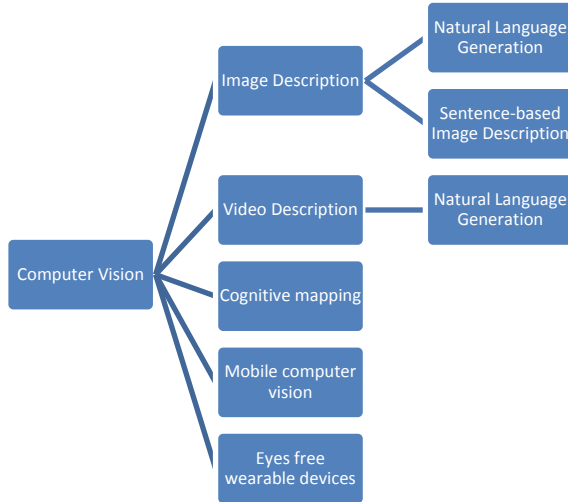 Natural Language
Generation
Image Description
Sentence-based
Image Description
Video Description
Natural Language
Generation
Computer Vision
Cognitive mapping
Mobile computer
vision
Eyes free
wearable devices